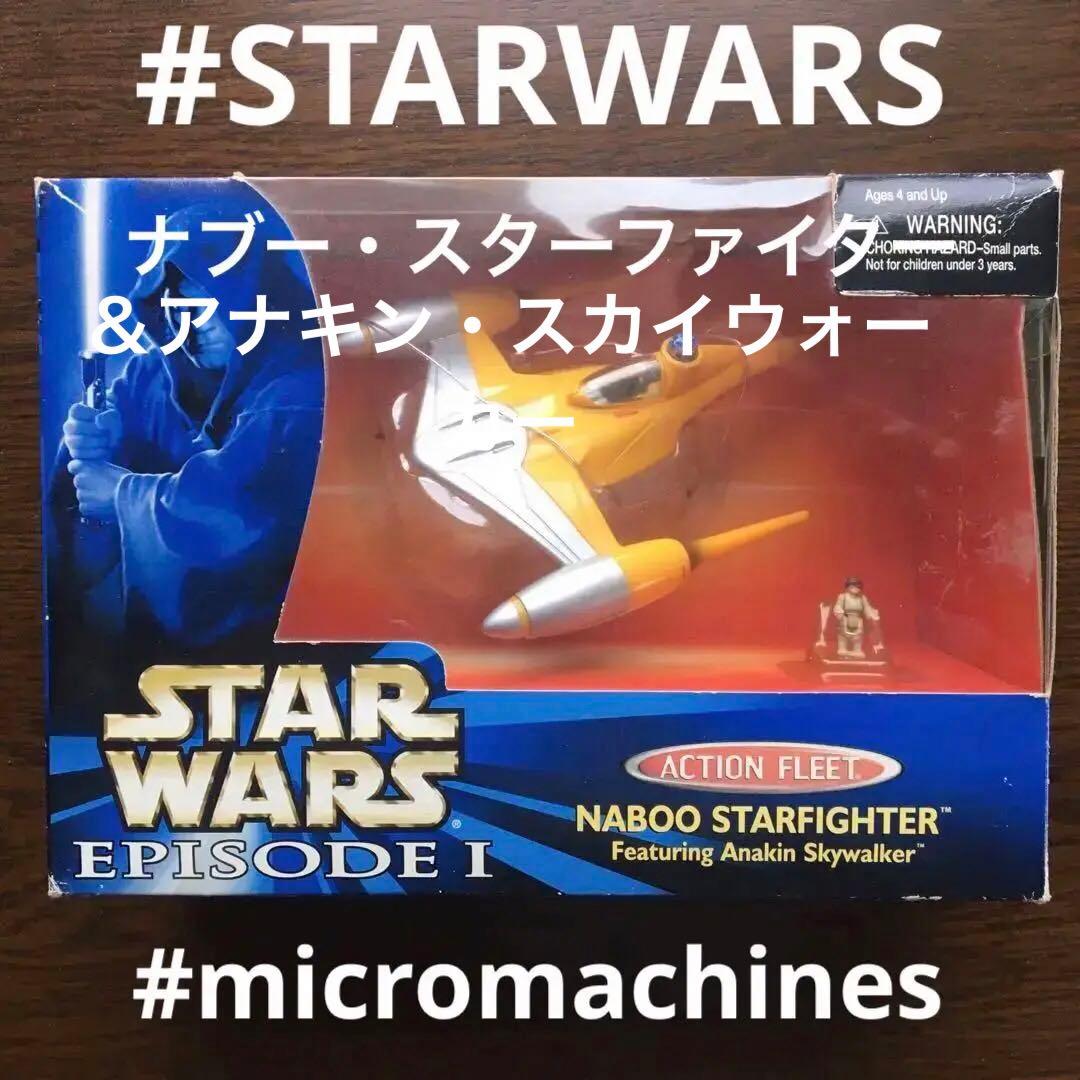 #STARWARS
Ages 4 and Up
WARNING:
CHOKING HAZARD–Small parts.
Not for children under 3 years.
ナブー・スターファイター
&アナキン・スカイウォー
カー
STAR
WARS®
EPISODE I
ACTION FLEET
NABOO STARFIGHTER™
Featuring Anakin Skywalker™
#micromachines